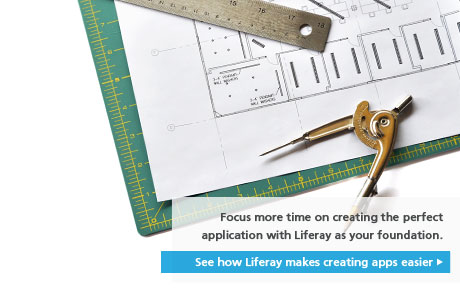 Focus more time on creating the perfect
application with Liferay as your foundation.
See how Liferay makes creating apps easier ▶